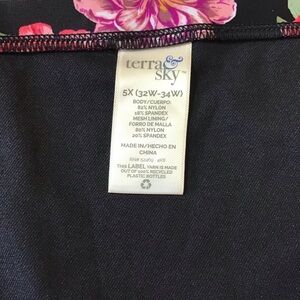 terra&
sky™
5X (32W-34W)
BODY/CUERPO:
82% NYLON
18% SPANDEX
MESH LINING/
FORRO DE MALLA
80% NYLON
20% SPANDEX
MADE IN/HECHO EN
CHINA
THIS LABEL YARN IS MADE
OUT OF 100% RECYCLED
PLASTIC BOTTLES